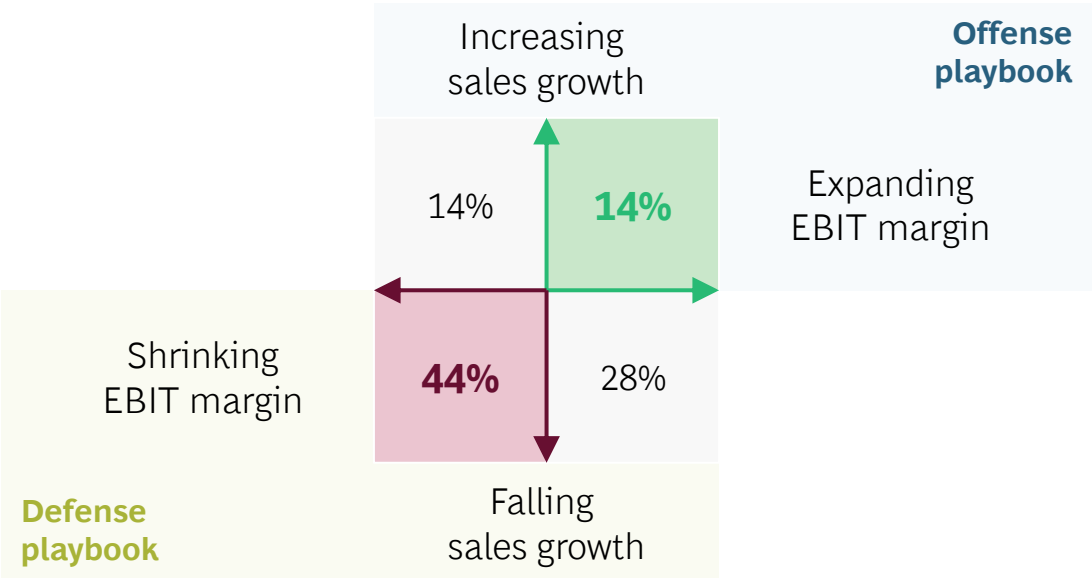 Increasing
sales growth
Offense
playbook
14%
14%
Expanding
EBIT margin
Shrinking
EBIT margin
44%
28%
Defense
playbook
Falling
sales growth